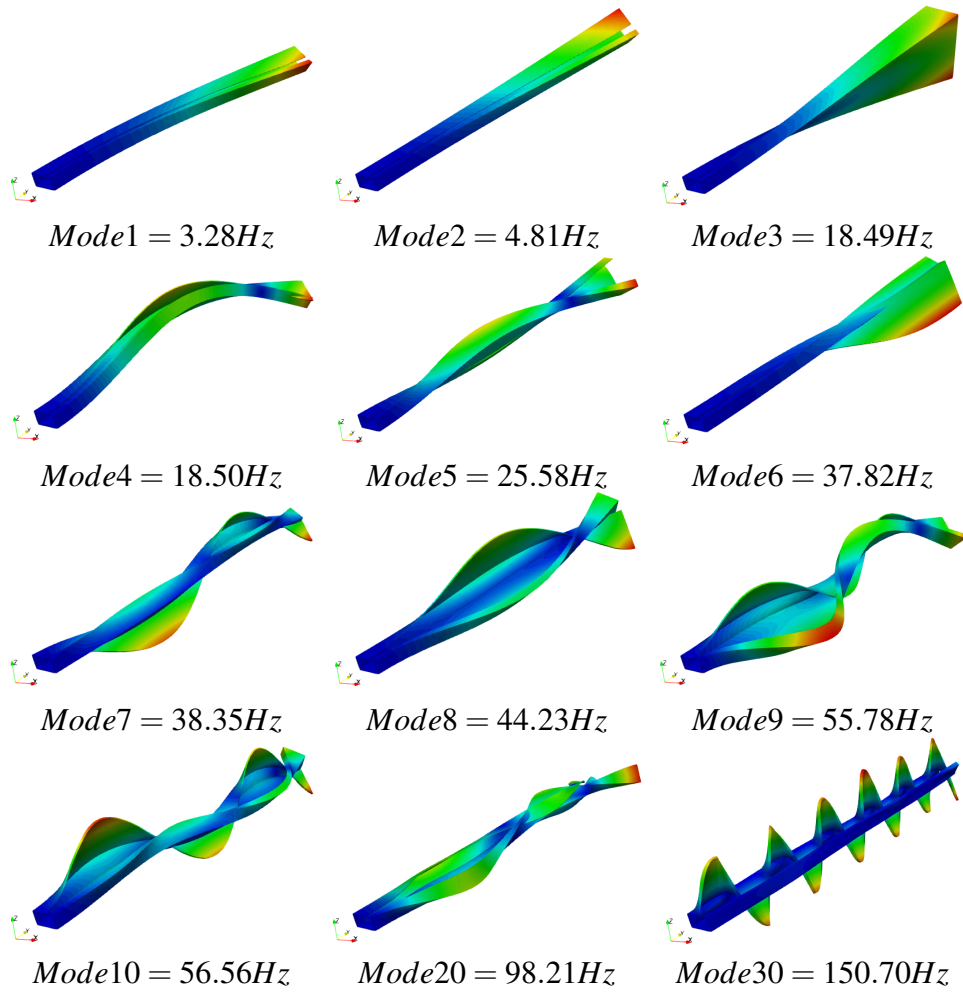 Mode1 = 3.28Hz
Mode2 = 4.81Hz
Mode3 = 18.49Hz
Mode4 = 18.50Hz
Mode5 = 25.58Hz
Mode6 = 37.82Hz
Mode7 = 38.35Hz
Mode8 = 44.23Hz
Mode9 = 55.78Hz
Mode10 = 56.56Hz
Mode20 = 98.21Hz
Mode30 = 150.70Hz